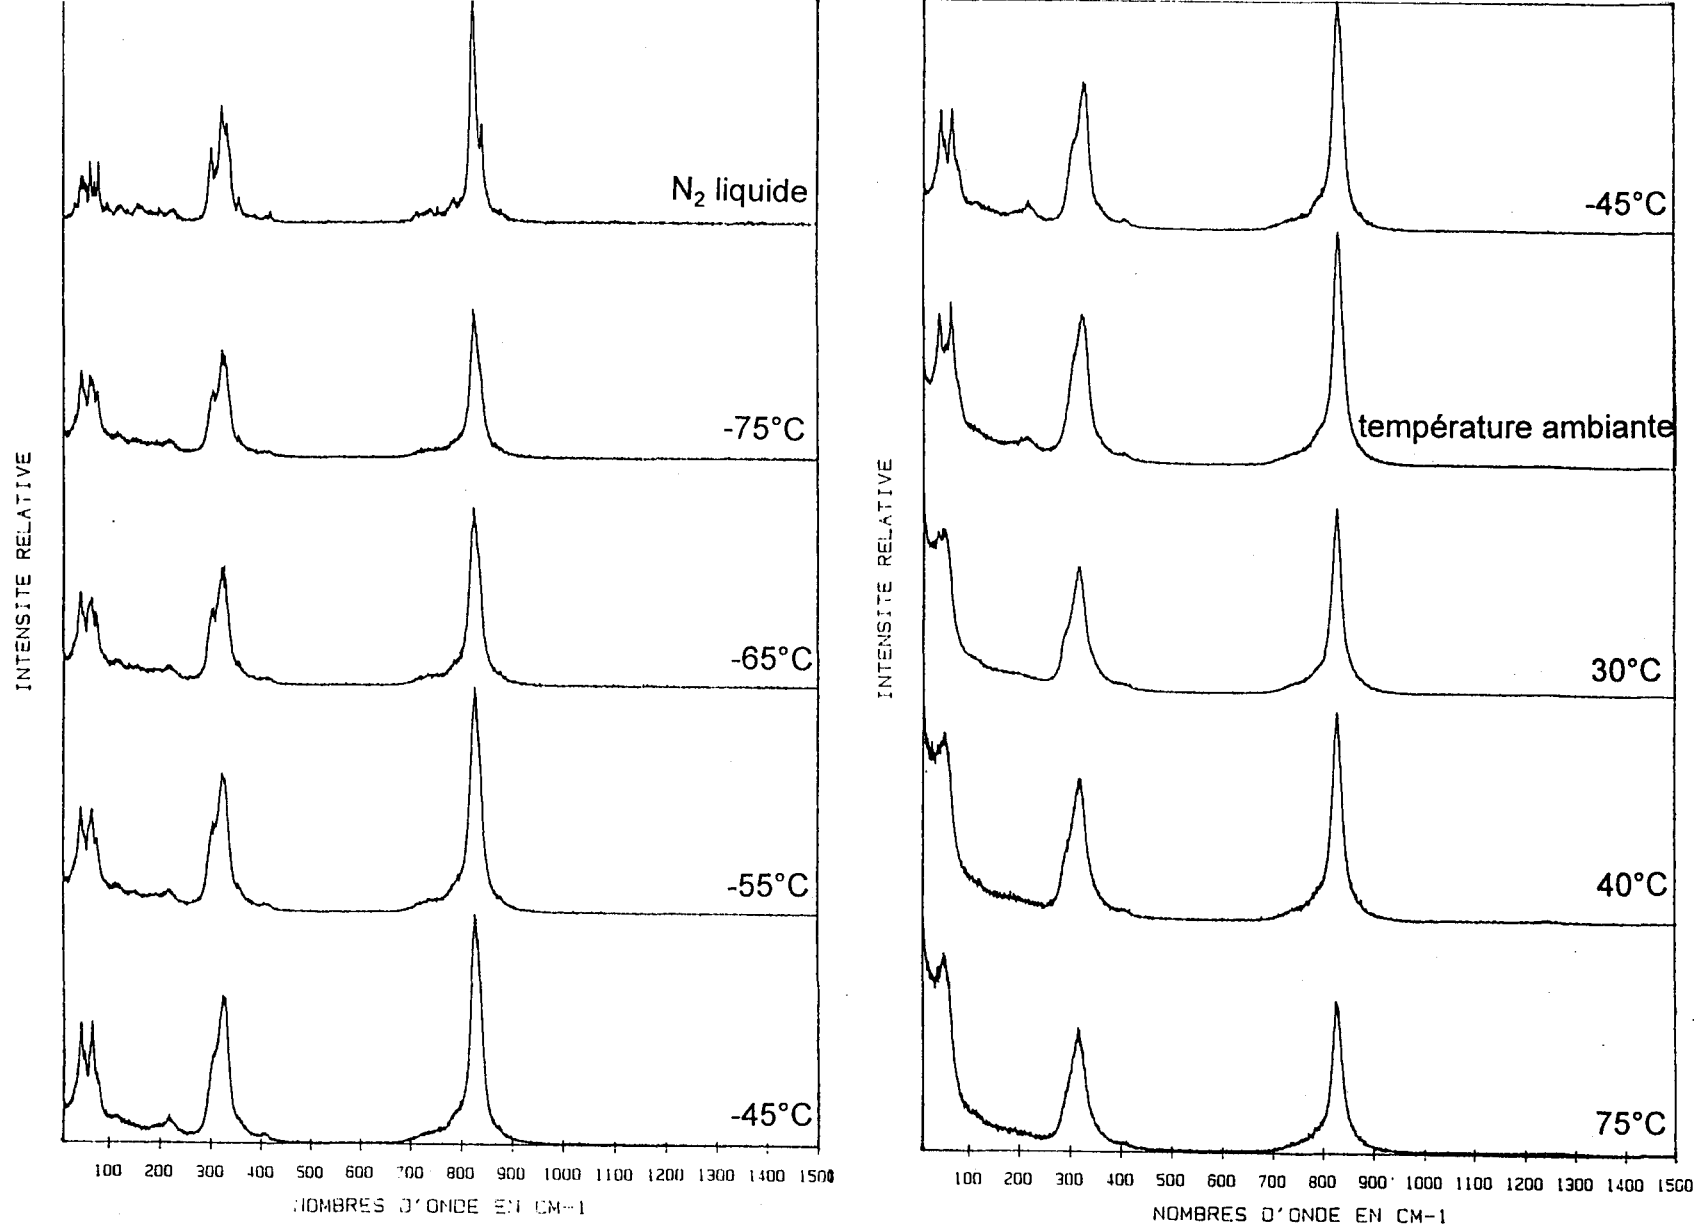 INTENSITE RELATIVE
N₂ liquide
-75°C
-65°C
-55°C
-45°C
100 200 300 400 500 600 700 800 900 1000 1100 1200 1300 1400 1500
NOMBRES D'ONDE EN CM-1
INTENSITE RELATIVE
-45°C
température ambiante
30°C
40°C
75°C
100 200 300 400 500 600 700 800 900 1000 1100 1200 1300 1400 1500
NOMBRES D'ONDE EN CM-1